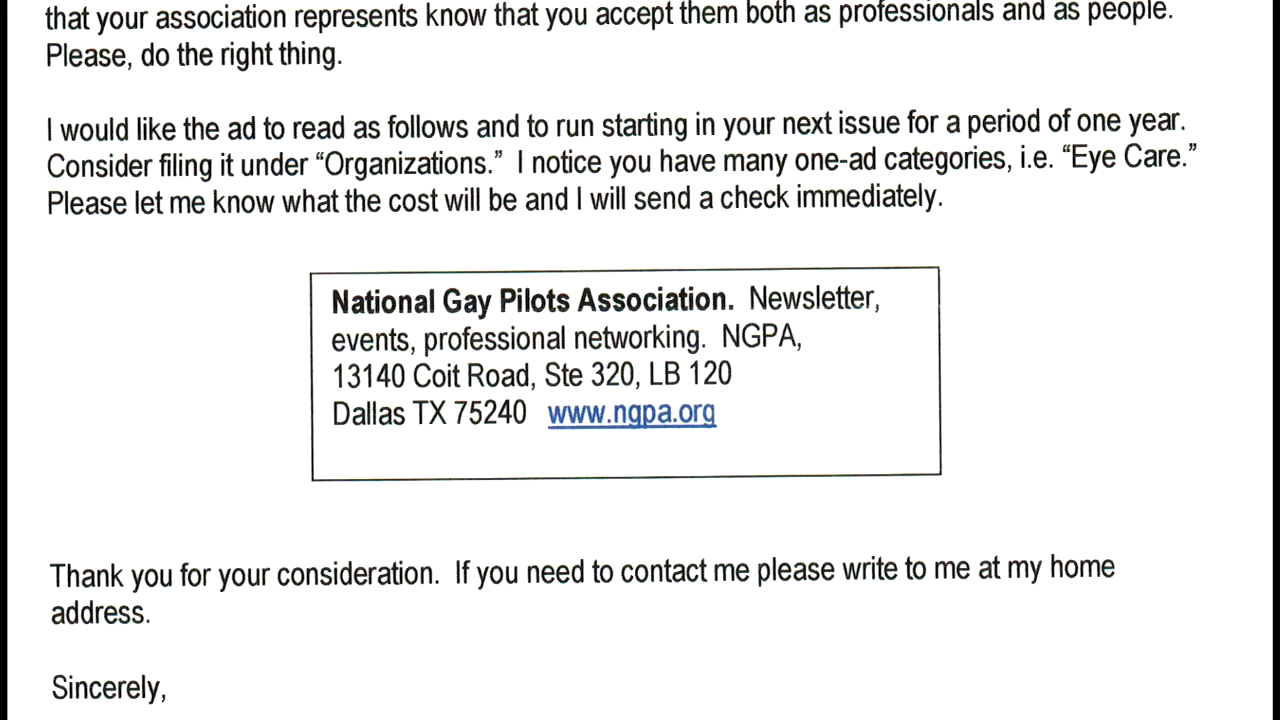 that your association represents know that you accept them both as professionals and as people.
Please, do the right thing.
I would like the ad to read as follows and to run starting in your next issue for a period of one year.
Consider filing it under “Organizations.” I notice you have many one-ad categories, i.e. “Eye Care.”
Please let me know what the cost will be and I will send a check immediately.
National Gay Pilots Association. Newsletter,
events, professional networking. NGPA,
13140 Coit Road, Ste 320, LB 120
Dallas TX 75240 www.ngpa.org
Thank you for your consideration. If you need to contact me please write to me at my home
address.
Sincerely,